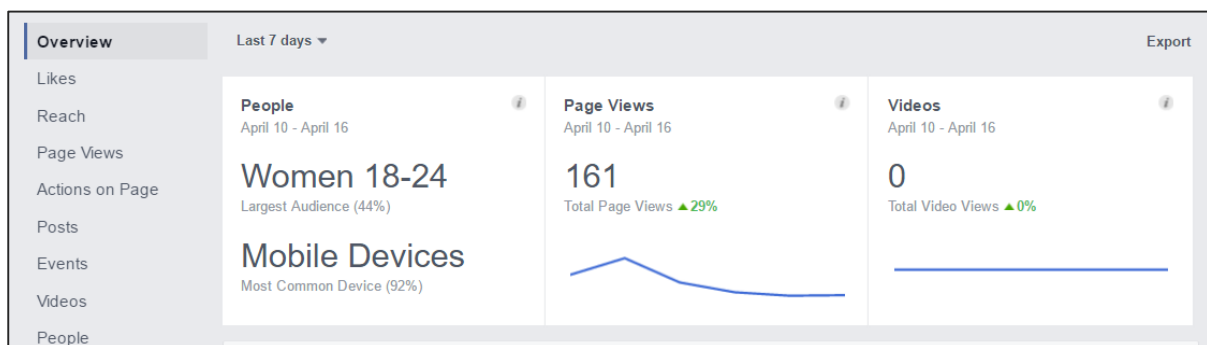 Overview
Likes
Reach
Page Views
Actions on Page
Posts
Events
Videos
People
Last 7 days
Export
People
April 10 - April 16
Women 18-24
Largest Audience (44%)
Mobile Devices
Most Common Device (92%)
Page Views
April 10 - April 16
161
Total Page Views ▲29%
Videos
April 10 - April 16
0
Total Video Views ▲0%